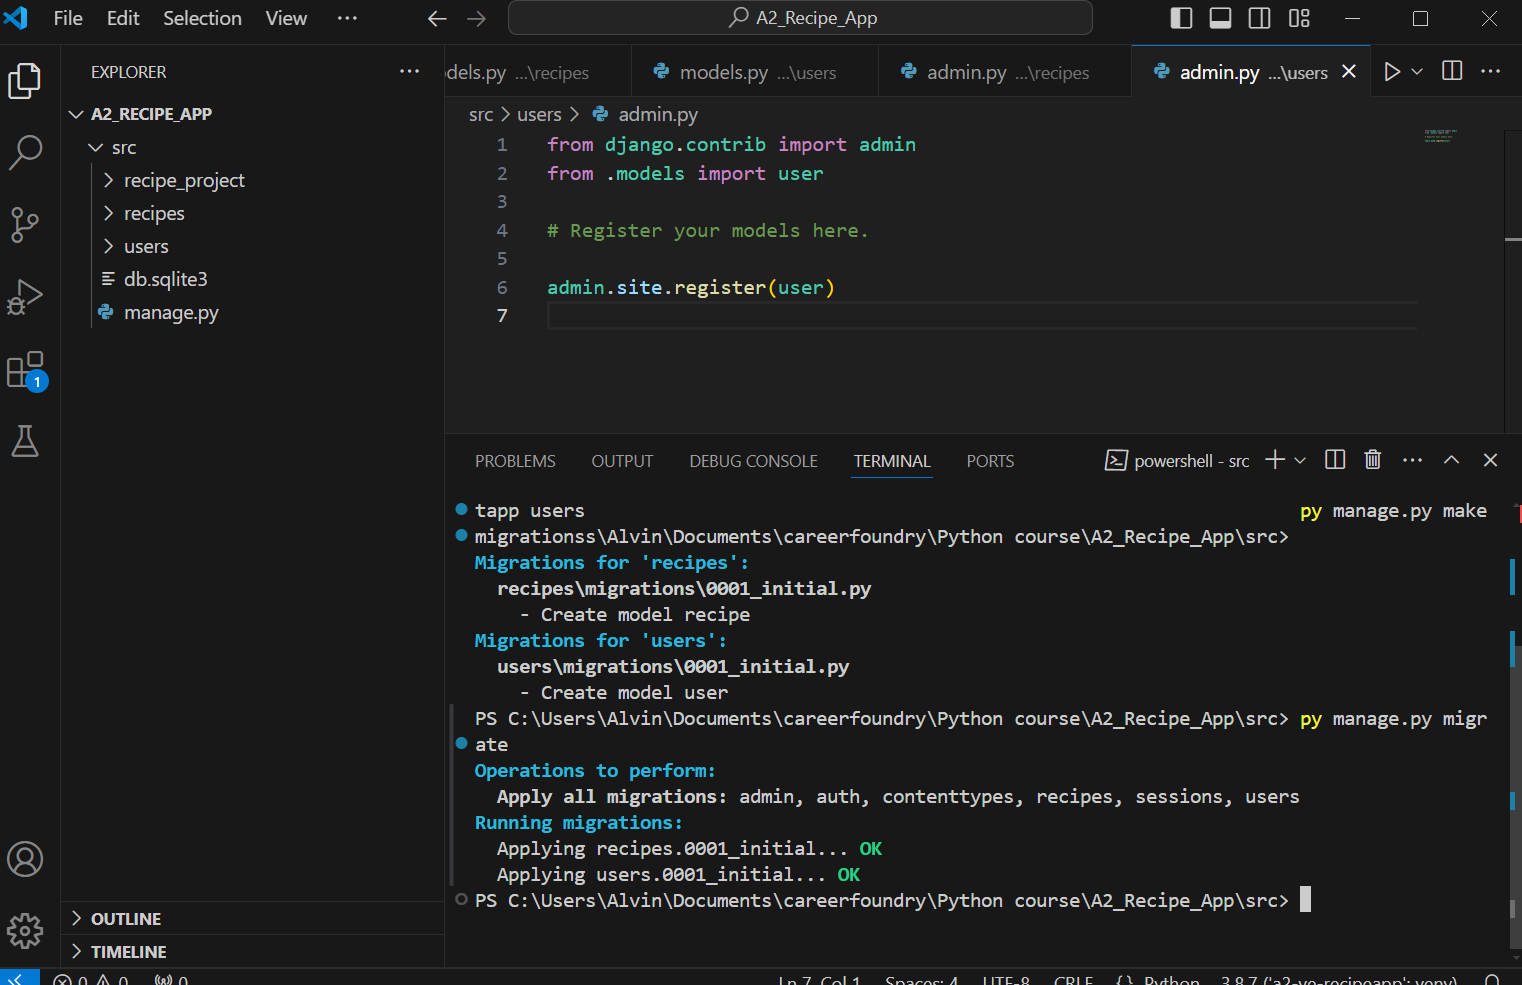 File Edit Selection View ··· A2_Recipe_App
EXPLORER ···
A2_RECIPE_APP
src
recipe_project
recipes
users
db.sqlite3
manage.py
1
OUTLINE
TIMELINE
dels.py ...\recipes models.py ...\users admin.py ...\recipes admin.py ...\users
src > users > admin.py
1 from django.contrib import admin
2 from .models import user
3
4 # Register your models here.
5
6 admin.site.register(user)
7
PROBLEMS OUTPUT DEBUG CONSOLE TERMINAL PORTS powershell - src
tapp users py manage.py make
migrationss\Alvin\Documents\careerfoundry\Python course\A2_Recipe_App\src>
Migrations for 'recipes':
recipes\migrations\0001_initial.py
- Create model recipe
Migrations for 'users':
users\migrations\0001_initial.py
- Create model user
PS C:\Users\Alvin\Documents\careerfoundry\Python course\A2_Recipe_App\src> py manage.py migr
ate
Operations to perform:
Apply all migrations: admin, auth, contenttypes, recipes, sessions, users
Running migrations:
Applying recipes.0001_initial... OK
Applying users.0001_initial... OK
PS C:\Users\Alvin\Documents\careerfoundry\Python course\A2_Recipe_App\src>
0 0 0 Ln 7, Col 1 Spaces: 4 UTF-8 CRLF {} Python 3.8.7 ('a2-ve-recipeapp': venv)